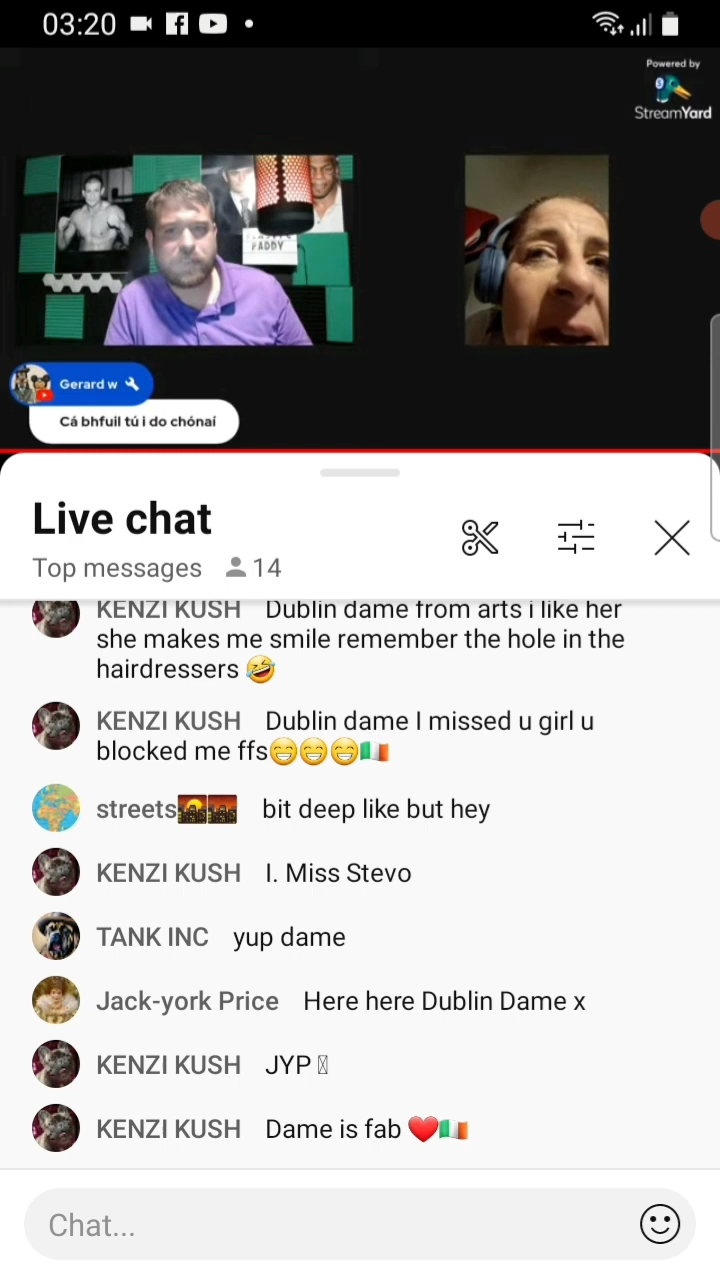 03:20
Powered by
StreamYard
PADDY
Gerard w
Cá bhfuil tú i do chónaí
Live chat
Top messages 14
KENZI KUSH Dublin dame from arts i like her
she makes me smile remember the hole in the
hairdressers 🤣
KENZI KUSH Dublin dame I missed u girl u
blocked me ffs😁😁😁🇮🇪
streets🌇🌆 bit deep like but hey
KENZI KUSH I. Miss Stevo
TANK INC yup dame
Jack-york Price Here here Dublin Dame x
KENZI KUSH JYP
KENZI KUSH Dame is fab ❤️🇮🇪
Chat...